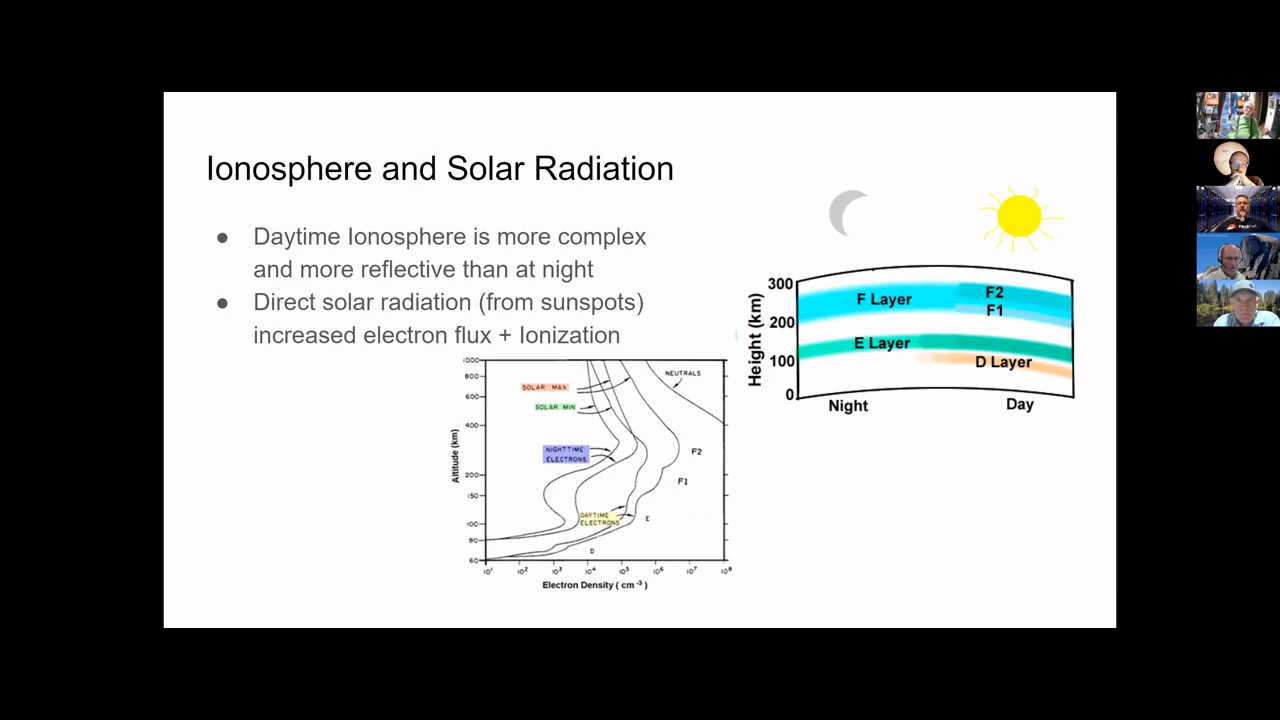 Ionosphere and Solar Radiation
● Daytime Ionosphere is more complex
and more reflective than at night
● Direct solar radiation (from sunspots)
increased electron flux + Ionization
300
200
100
0
Height (km)
F Layer
F2
F1
E Layer
D Layer
Night
Day
1000
800
600
400
200
150
100
80
60
Altitude (km)
SOLAR MAX
SOLAR MIN
NEUTRALS
NIGHTTIME
ELECTRONS
F2
F1
DAYTIME
ELECTRONS
E
D
10¹ 10² 10³ 10⁴ 10⁵ 10⁶ 10⁷ 10⁸
Electron Density ( cm⁻³ )